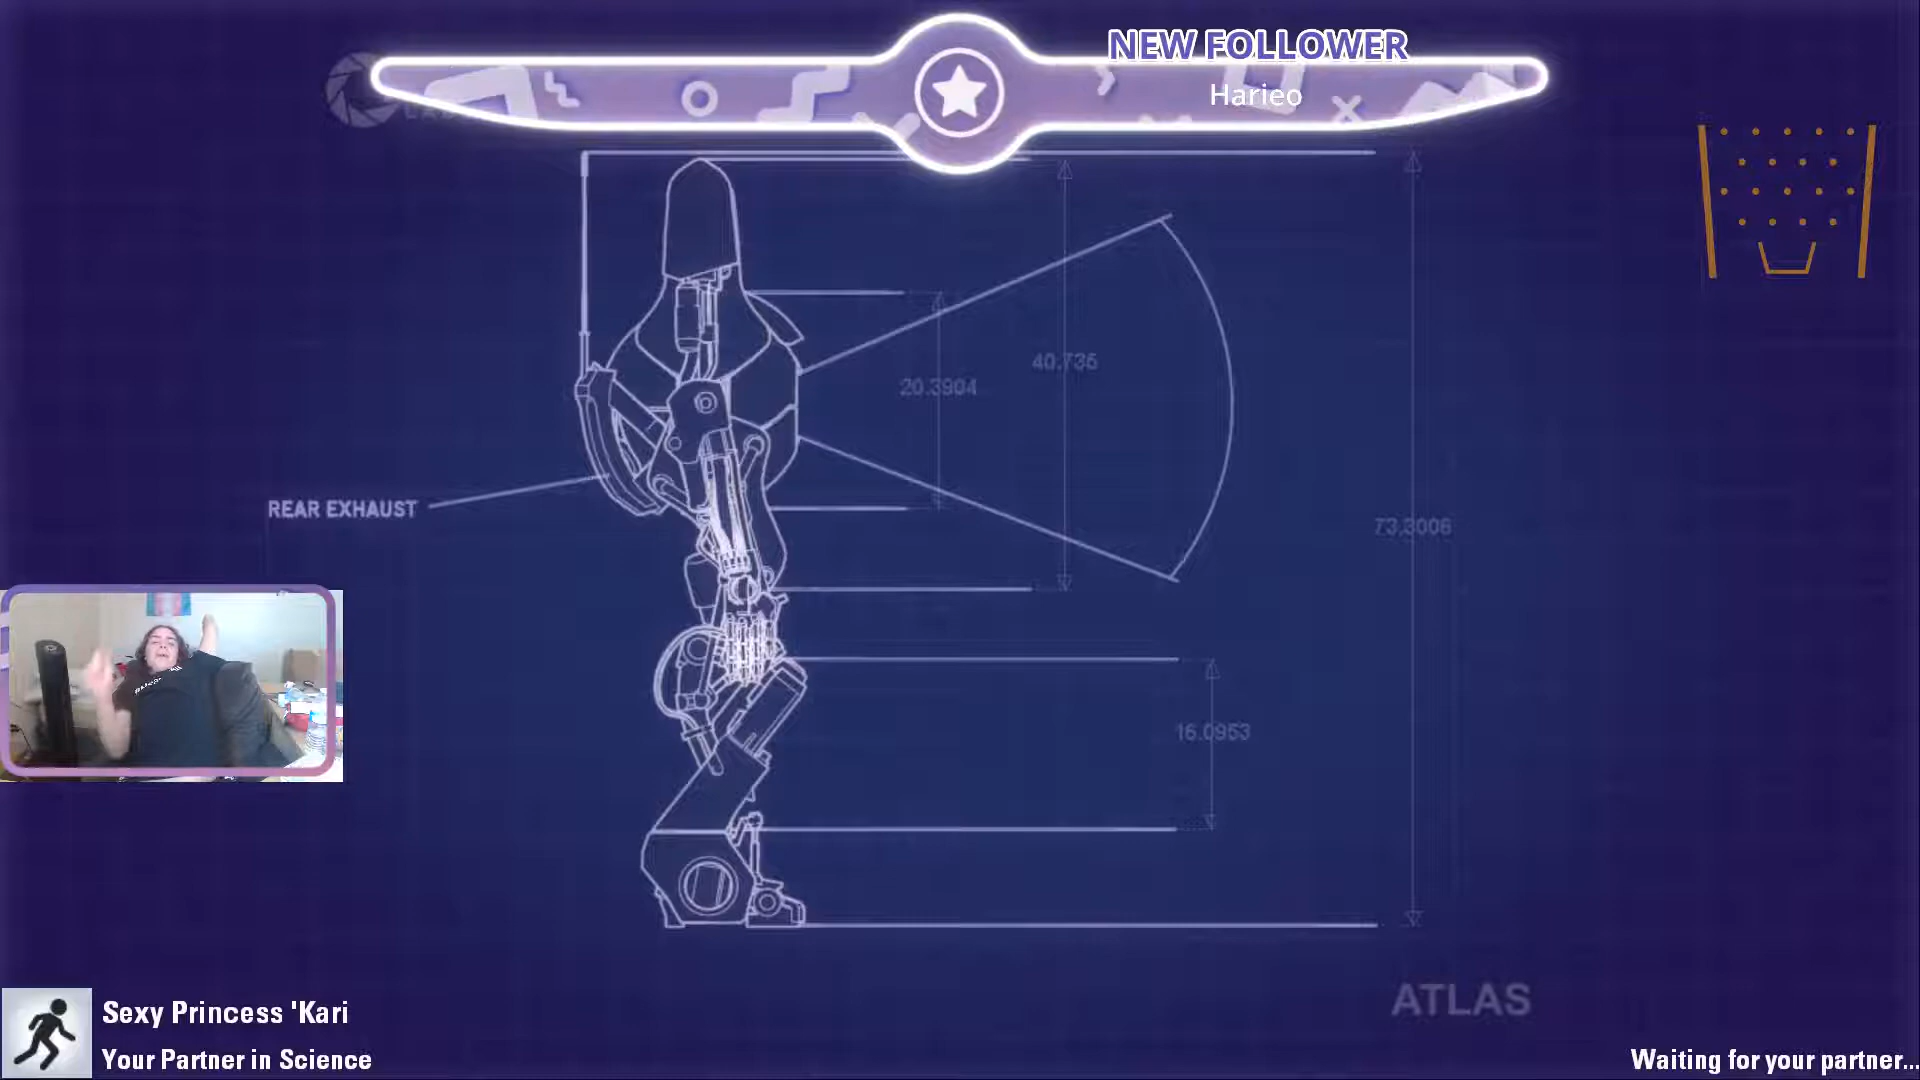 NEW FOLLOWER
Harieo
40.735
20.3904
REAR EXHAUST
73.3006
16.0953
ATLAS
Sexy Princess 'Kari
Your Partner in Science
Waiting for your partner...